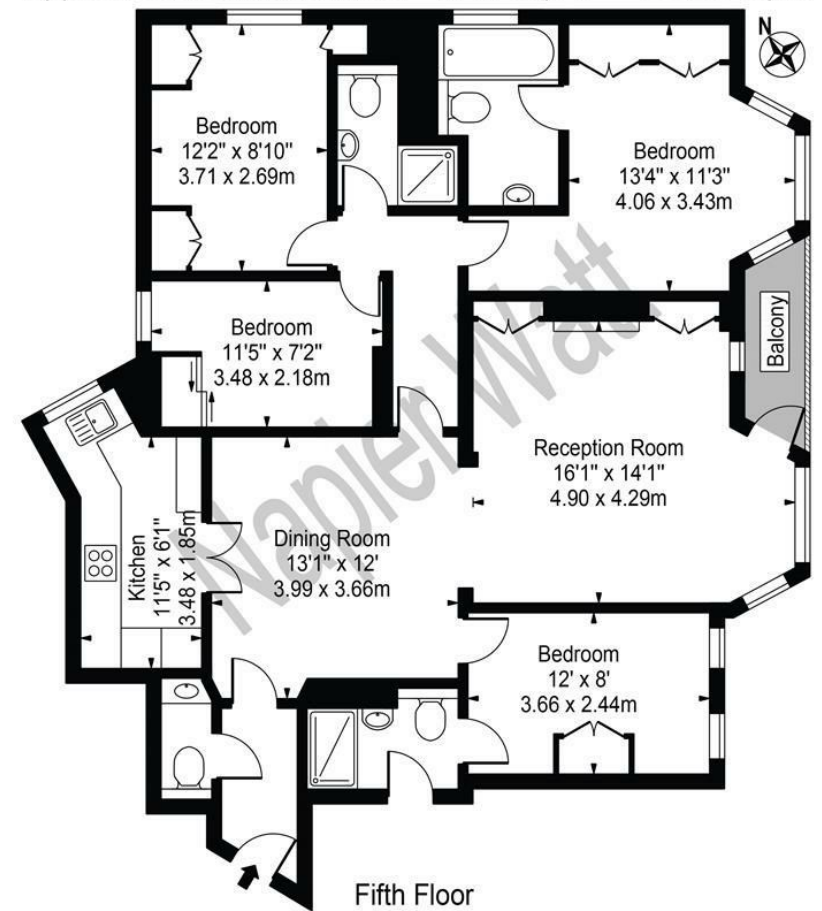 N
Bedroom
12'2" x 8'10"
3.71 x 2.69m
Bedroom
13'4" x 11'3"
4.06 x 3.43m
Bedroom
11'5" x 7'2"
3.48 x 2.18m
Balcony
Reception Room
16'1" x 14'1"
4.90 x 4.29m
Kitchen
11'5" x 6'1"
3.48 x 1.85m
Dining Room
13'1" x 12'
3.99 x 3.66m
Bedroom
12' x 8'
3.66 x 2.44m
Napier Watt
Fifth Floor